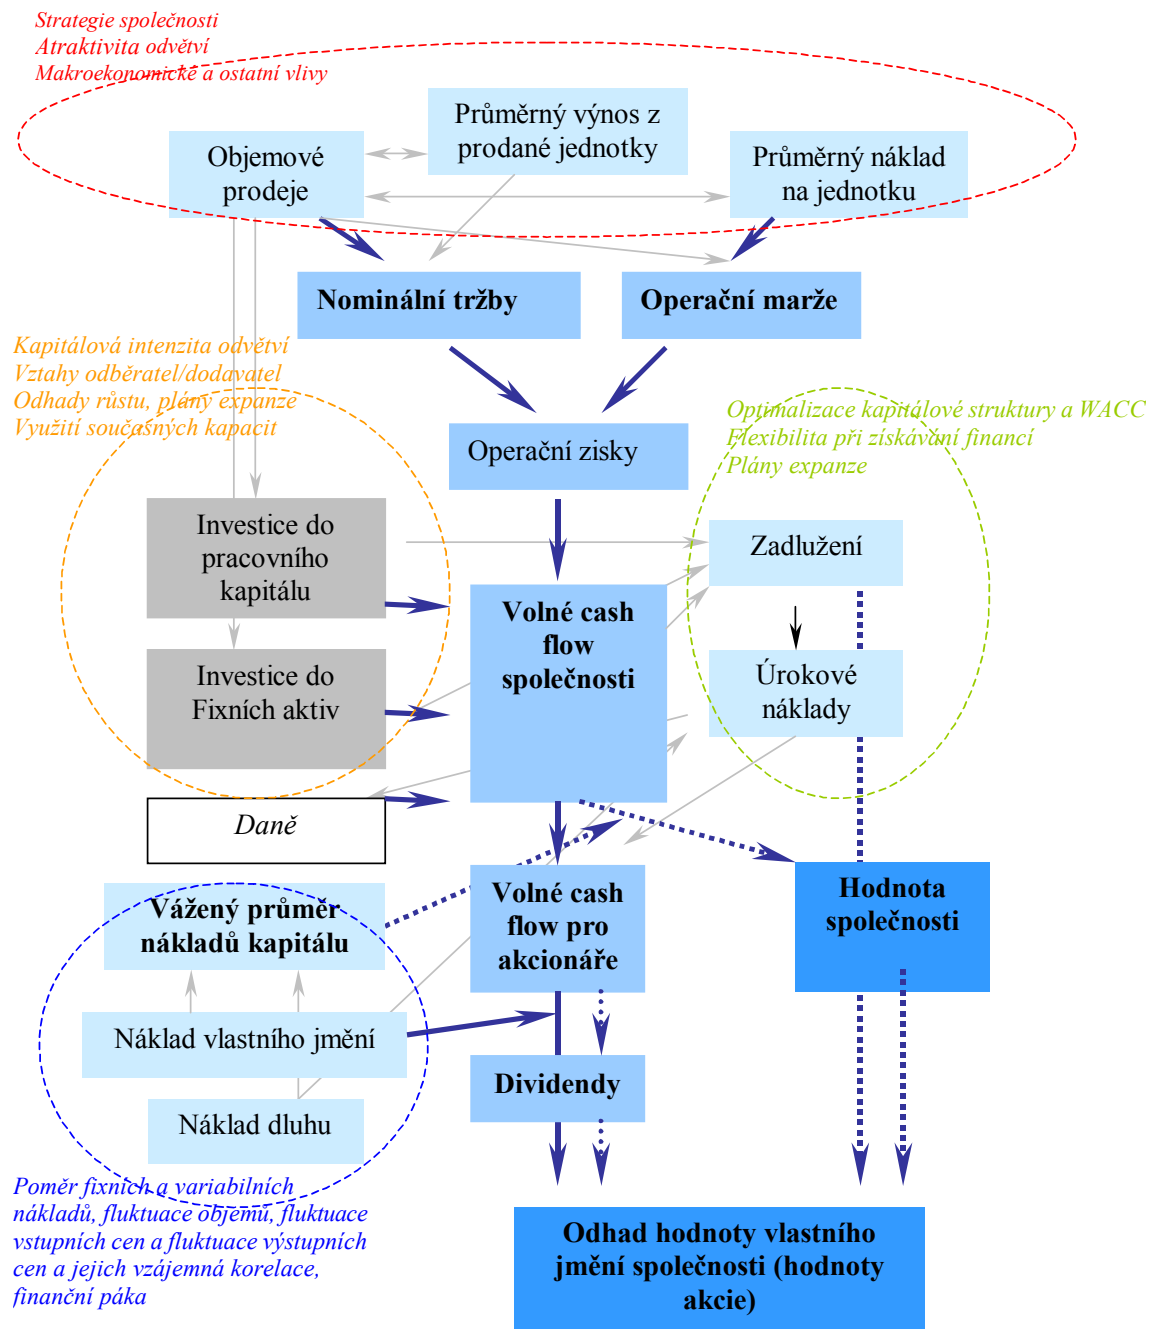 Strategie společnosti
Atraktivita odvětví
Makroekonomické a ostatní vlivy
Průměrný výnos z
prodané jednotky
Objemové
prodeje
Průměrný náklad
na jednotku
Nominální tržby
Operační marže
Kapitálová intenzita odvětví
Vztahy odběratel/dodavatel
Odhady růstu, plány expanze
Využití současných kapacit
Optimalizace kapitálové struktury a WACC
Flexibilita při získávání financí
Plány expanze
Operační zisky
Investice do
pracovního
kapitálu
Zadlužení
Volné cash
flow
společnosti
Investice do
Fixních aktiv
Úrokové
náklady
Daně
Vážený průměr
nákladů kapitálu
Volné cash
flow pro
akcionáře
Hodnota
společnosti
Náklad vlastního jmění
Dividendy
Náklad dluhu
Poměr fixních a variabilních
nákladů, fluktuace objemů, fluktuace
vstupních cen a fluktuace výstupních
cen a jejich vzájemná korelace,
finanční páka
Odhad hodnoty vlastního
jmění společnosti (hodnoty
akcie)